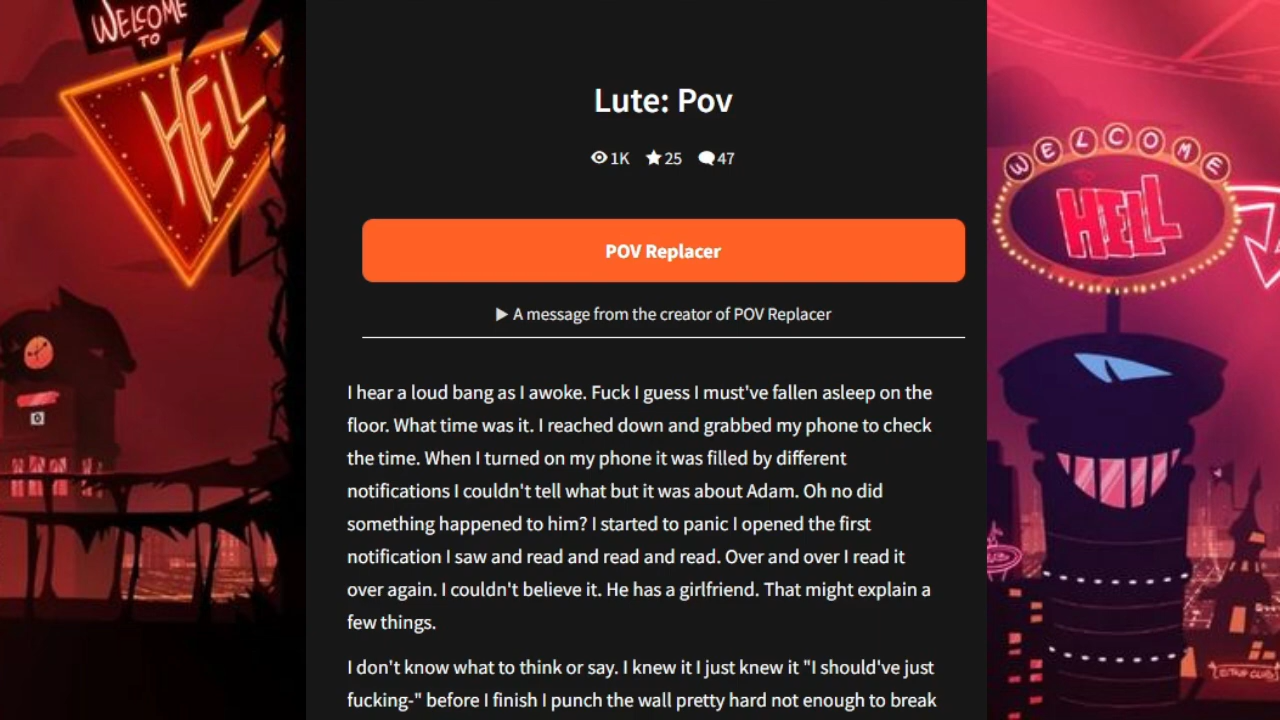 WELCOME
TO
HELL
WELCOME
HELL
Lute: Pov
1K 25 47
POV Replacer
▶ A message from the creator of POV Replacer
I hear a loud bang as I awoke. Fuck I guess I must've fallen asleep on the
floor. What time was it. I reached down and grabbed my phone to check
the time. When I turned on my phone it was filled by different
notifications I couldn't tell what but it was about Adam. Oh no did
something happened to him? I started to panic I opened the first
notification I saw and read and read and read. Over and over I read it
over again. I couldn't believe it. He has a girlfriend. That might explain a
few things.
I don't know what to think or say. I knew it I just knew it "I should've just
fucking-" before I finish I punch the wall pretty hard not enough to break